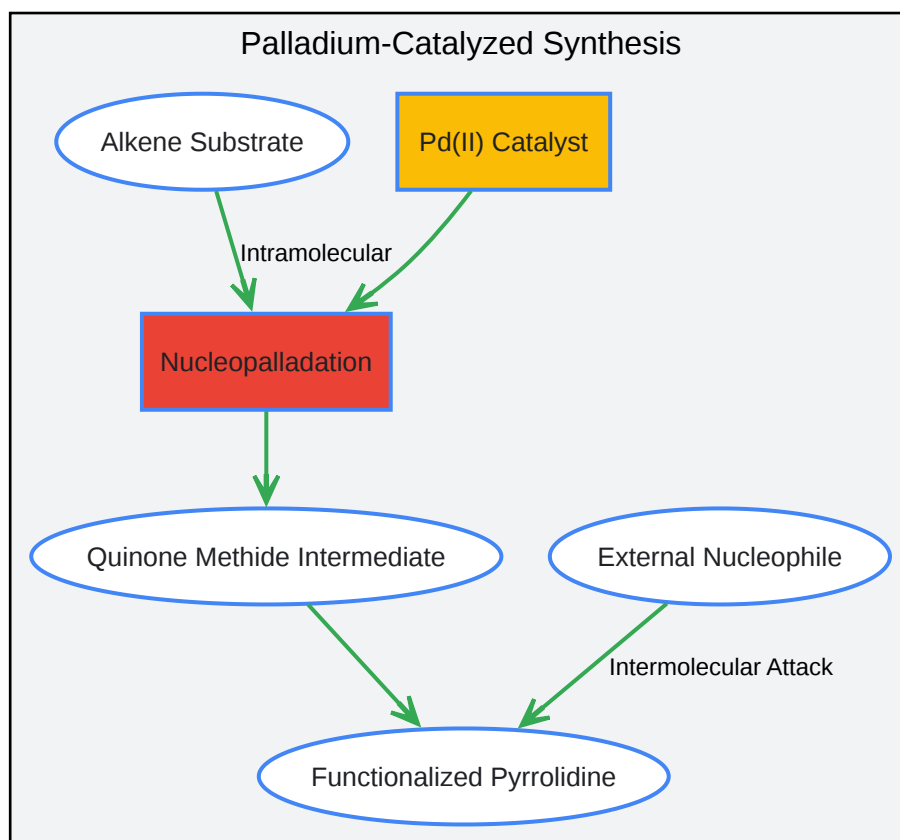 Palladium-Catalyzed Synthesis
Alkene Substrate
Pd(II) Catalyst
Intramolecular
Nucleopalladation
Quinone Methide Intermediate
External Nucleophile
Intermolecular Attack
Functionalized Pyrrolidine